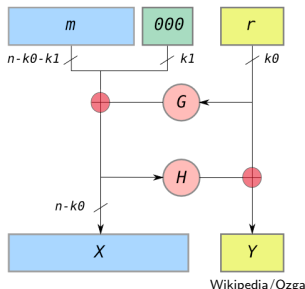 m 000 r
n-k0-k1 k1 k0
G
H
n-k0
X Y
Wikipedia/Ozga